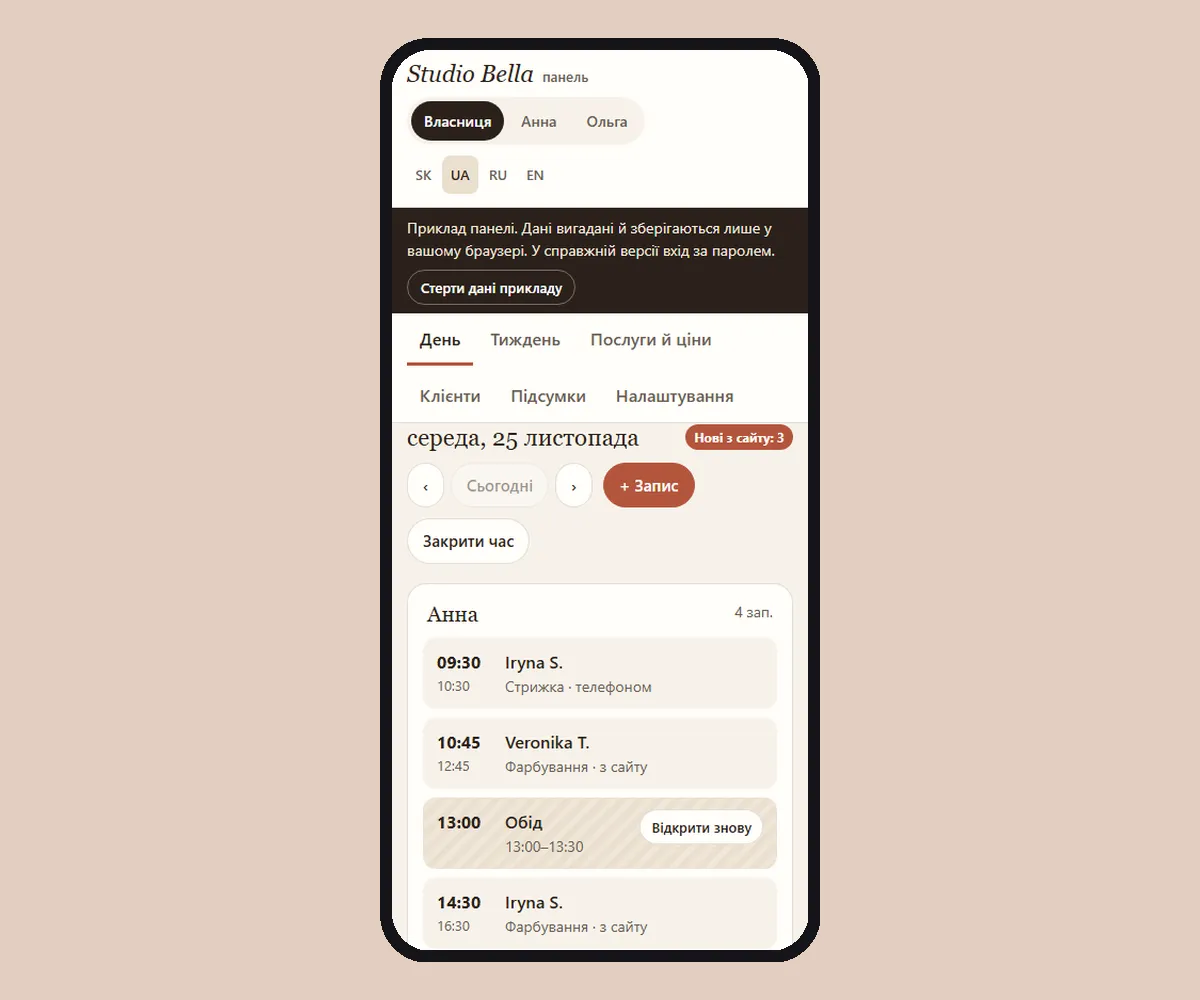 Studio Bella панель
Власниця Анна Ольга
SK UA RU EN
Приклад панелі. Дані вигадані й зберігаються лише у
вашому браузері. У справжній версії вхід за паролем.
Стерти дані прикладу
День Тиждень Послуги й ціни
Клієнти Підсумки Налаштування
середа, 25 листопада Нові з сайту: 3
‹ Сьогодні › + Запис
Закрити час
Анна 4 зап.
09:30 Iryna S.
10:30 Стрижка · телефоном
10:45 Veronika T.
12:45 Фарбування · з сайту
13:00 Обід Відкрити знову
13:00–13:30
14:30 Iryna S.
16:30 Фарбування · з сайту